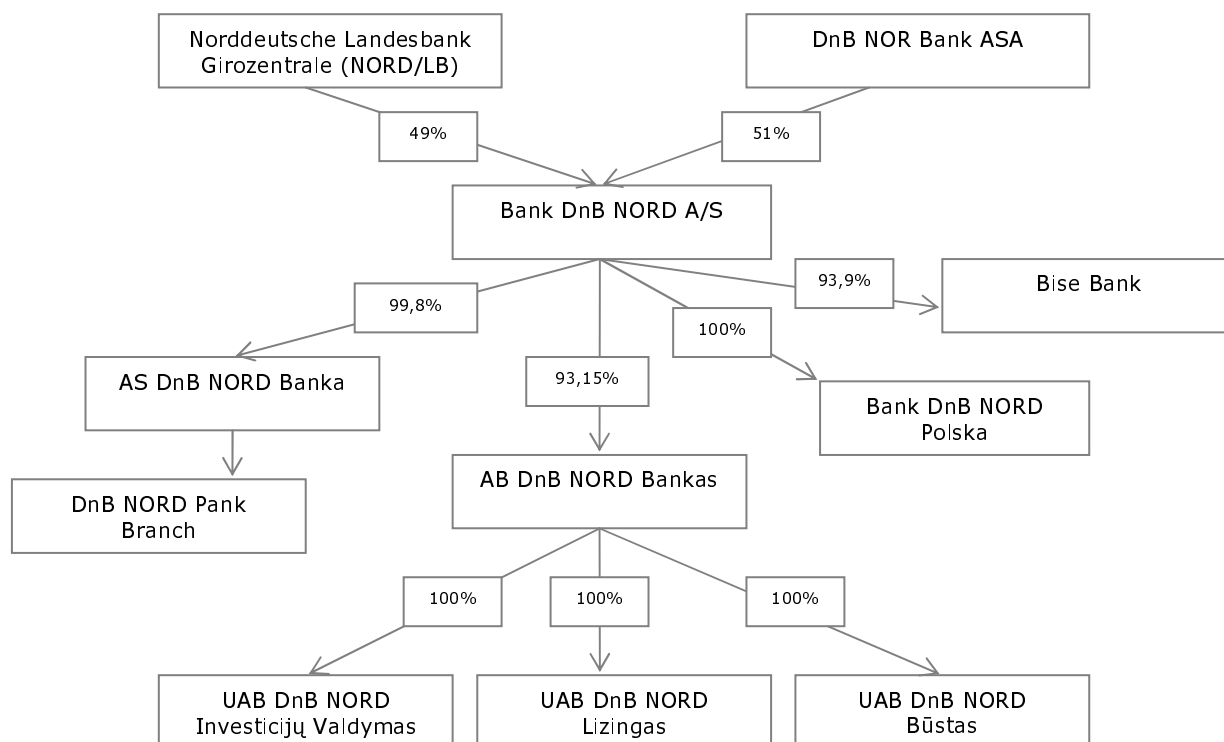 Norddeutsche Landesbank
Girozentrale (NORD/LB)
DnB NOR Bank ASA
49%
51%
Bank DnB NORD A/S
93,9%
Bise Bank
99,8%
100%
AS DnB NORD Banka
93,15%
Bank DnB NORD
Polska
AB DnB NORD Bankas
DnB NORD Pank
Branch
100%
100%
100%
UAB DnB NORD
Investicijų Valdymas
UAB DnB NORD
Lizingas
UAB DnB NORD
Būstas